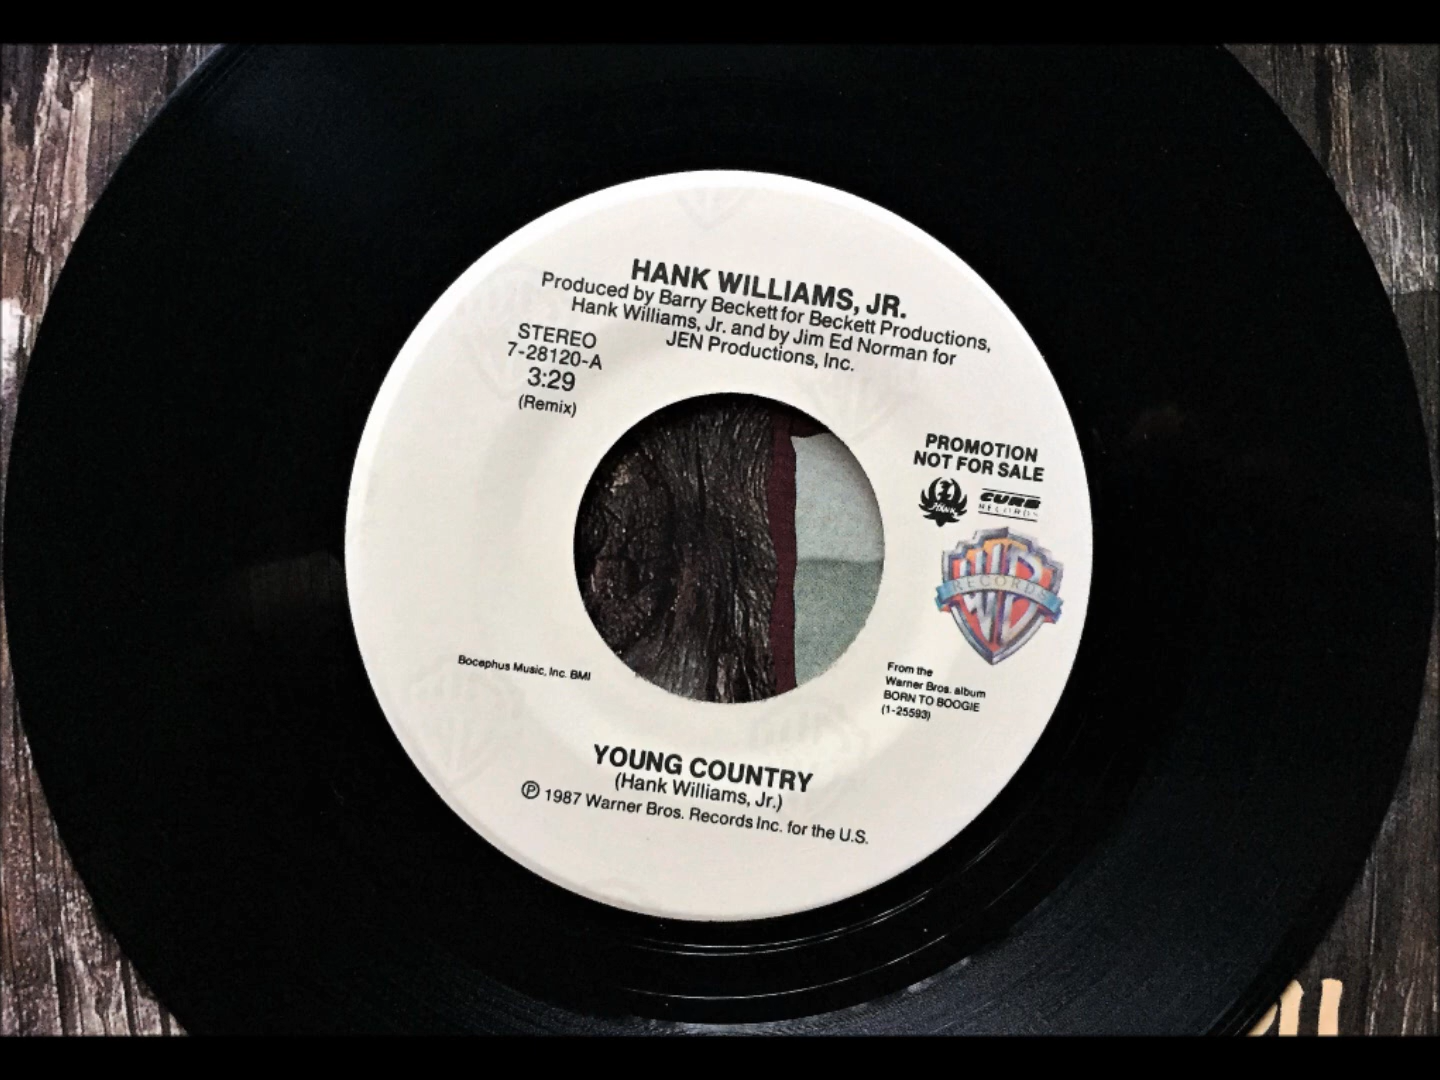 HANK WILLIAMS, JR.
Produced by Barry Beckett for Beckett Productions,
Hank Williams, Jr. and by Jim Ed Norman for
JEN Productions, Inc.
STEREO
7-28120-A
3:29
(Remix)
PROMOTION
NOT FOR SALE
HANK
CURB
RECORDS
WB
RECORDS
Bocephus Music, Inc. BMI
From the
Warner Bros. album
BORN TO BOOGIE
(1-25593)
YOUNG COUNTRY
(Hank Williams, Jr.)
℗ 1987 Warner Bros. Records Inc. for the U.S.